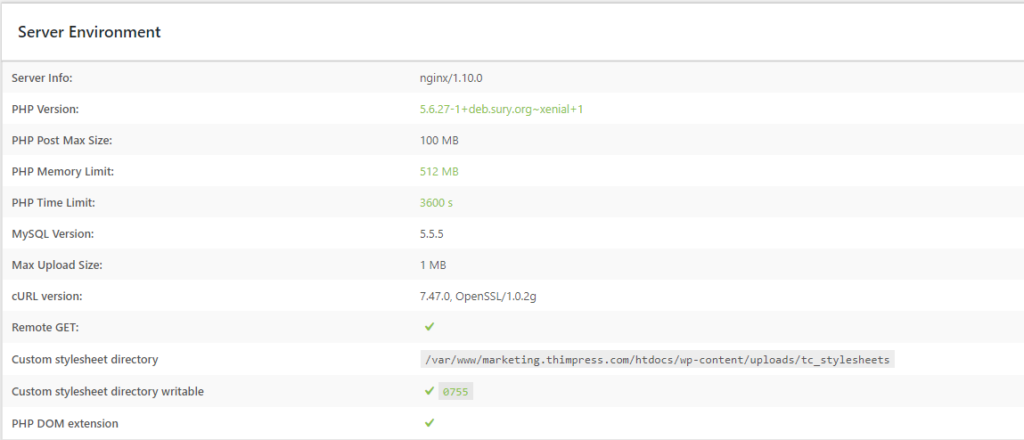 Server Environment
Server Info: nginx/1.10.0
PHP Version: 5.6.27-1+deb.sury.org~xenial+1
PHP Post Max Size: 100 MB
PHP Memory Limit: 512 MB
PHP Time Limit: 3600 s
MySQL Version: 5.5.5
Max Upload Size: 1 MB
cURL version: 7.47.0, OpenSSL/1.0.2g
Remote GET: ✔
Custom stylesheet directory /var/www/marketing.thimpress.com/htdocs/wp-content/uploads/tc_stylesheets
Custom stylesheet directory writable ✔ 0755
PHP DOM extension ✔